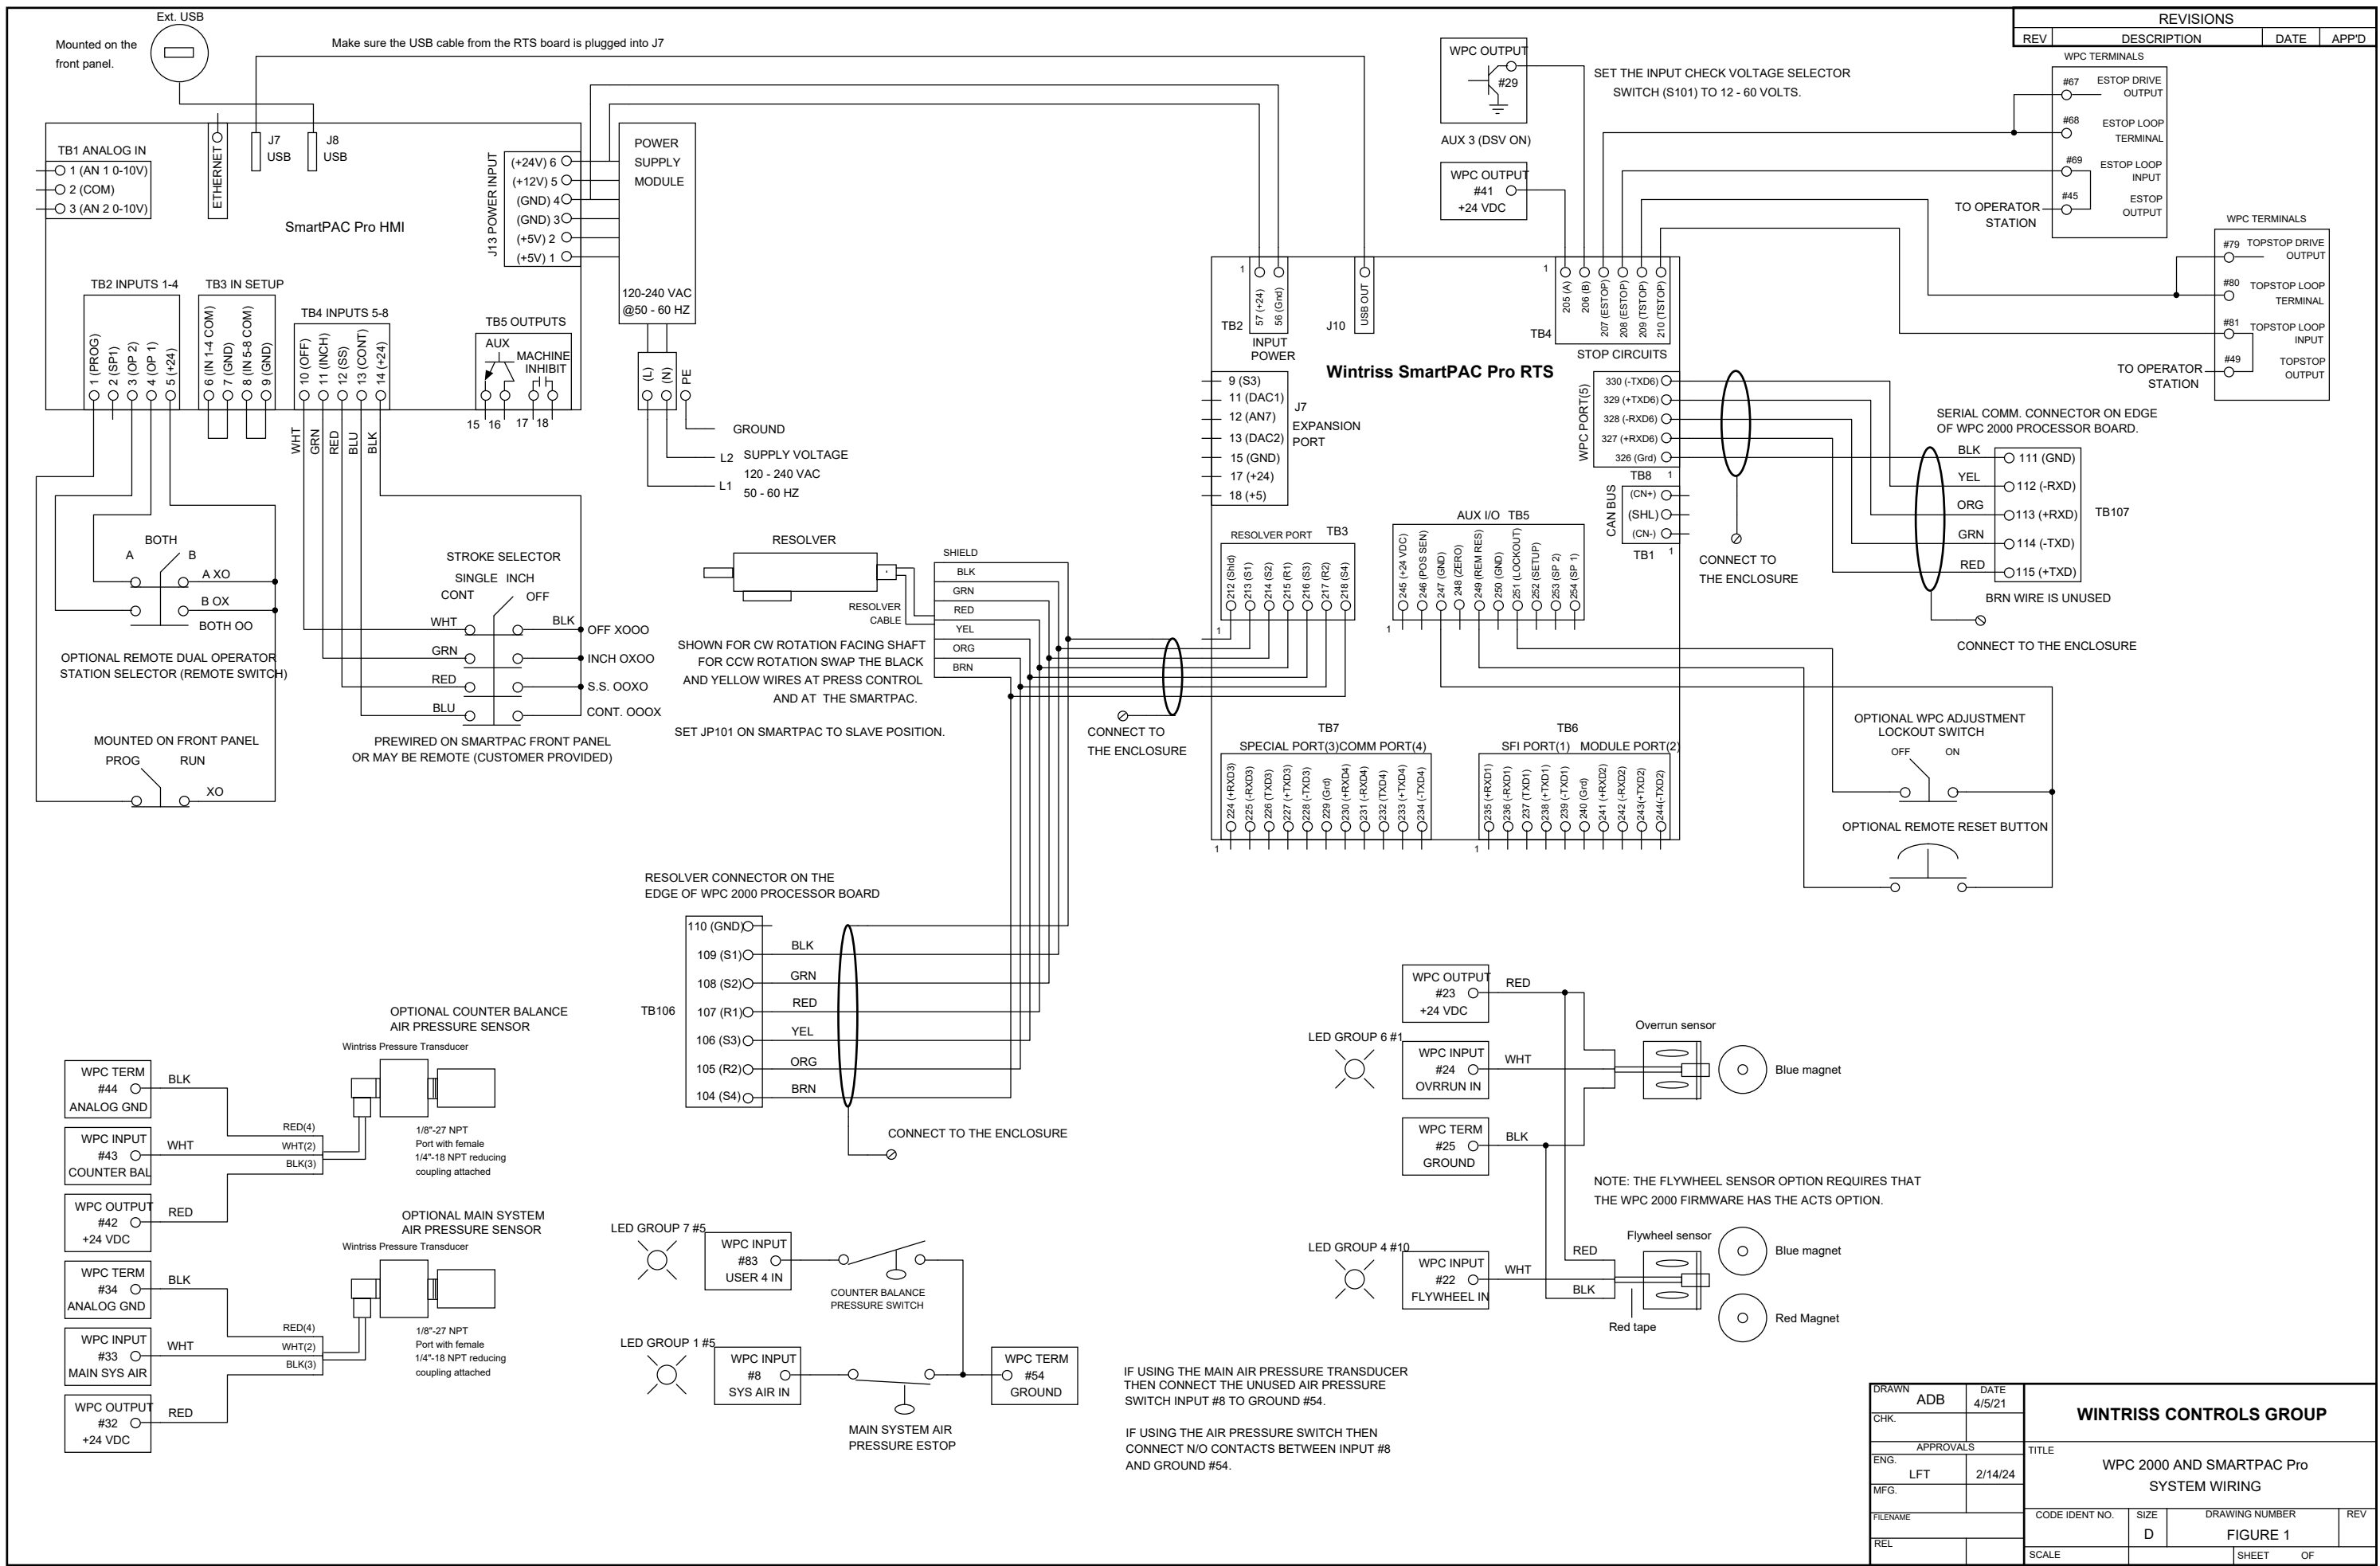 Ext. USB
Mounted on the
front panel.
Make sure the USB cable from the RTS board is plugged into J7
REVISIONS
REV DESCRIPTION DATE APP'D
TB1 ANALOG IN
1 (AN 1 0-10V)
2 (COM)
3 (AN 2 0-10V)
ETHERNET
J7
USB
J8
USB
SmartPAC Pro HMI
J13 POWER INPUT
(+24V) 6
(+12V) 5
(GND) 4
(GND) 3
(+5V) 2
(+5V) 1
POWER
SUPPLY
MODULE
120-240 VAC
@50 - 60 HZ
(L)
(N)
PE
GROUND
L2 SUPPLY VOLTAGE
120 - 240 VAC
L1
50 - 60 HZ
TB2 INPUTS 1-4
1 (PROG)
2 (SP1)
3 (OP 2)
4 (OP 1)
5 (+24)
TB3 IN SETUP
6 (IN 1-4 COM)
7 (GND)
8 (IN 5-8 COM)
9 (GND)
TB4 INPUTS 5-8
10 (OFF)
11 (INCH)
12 (SS)
13 (CONT)
14 (+24)
TB5 OUTPUTS
AUX
MACHINE
INHIBIT
15 16 17 18
WHT
GRN
RED
BLU
BLK
BOTH
A B
A XO
B OX
BOTH OO
OPTIONAL REMOTE DUAL OPERATOR
STATION SELECTOR (REMOTE SWITCH)
MOUNTED ON FRONT PANEL
PROG RUN
XO
STROKE SELECTOR
SINGLE INCH
CONT OFF
WHT BLK OFF XOOO
GRN INCH OXOO
RED S.S. OOXO
BLU CONT. OOOX
PREWIRED ON SMARTPAC FRONT PANEL
OR MAY BE REMOTE (CUSTOMER PROVIDED)
RESOLVER
RESOLVER
CABLE
SHIELD
BLK
GRN
RED
YEL
ORG
BRN
SHOWN FOR CW ROTATION FACING SHAFT
FOR CCW ROTATION SWAP THE BLACK
AND YELLOW WIRES AT PRESS CONTROL
AND AT THE SMARTPAC.
SET JP101 ON SMARTPAC TO SLAVE POSITION.
CONNECT TO
THE ENCLOSURE
WPC OUTPUT
#29
AUX 3 (DSV ON)
WPC OUTPUT
#41
+24 VDC
SET THE INPUT CHECK VOLTAGE SELECTOR
SWITCH (S101) TO 12 - 60 VOLTS.
WPC TERMINALS
#67 ESTOP DRIVE
OUTPUT
#68 ESTOP LOOP
TERMINAL
#69 ESTOP LOOP
INPUT
#45 ESTOP
OUTPUT
TO OPERATOR
STATION
WPC TERMINALS
#79 TOPSTOP DRIVE
OUTPUT
#80 TOPSTOP LOOP
TERMINAL
#81 TOPSTOP LOOP
INPUT
#49 TOPSTOP
OUTPUT
TO OPERATOR
STATION
1
57 (+24)
56 (Gnd)
TB2
INPUT
POWER
J10
USB OUT
1
205 (A)
206 (B)
207 (ESTOP)
208 (ESTOP)
209 (TSTOP)
210 (TSTOP)
TB4
STOP CIRCUITS
Wintriss SmartPAC Pro RTS
9 (S3)
11 (DAC1)
12 (AN7)
13 (DAC2)
15 (GND)
17 (+24)
18 (+5)
J7
EXPANSION
PORT
WPC PORT(5)
330 (-TXD6)
329 (+TXD6)
328 (-RXD6)
327 (+RXD6)
326 (Grd)
TB8 1
CAN BUS
(CN+)
(SHL)
(CN-)
TB1 1
CONNECT TO
THE ENCLOSURE
SERIAL COMM. CONNECTOR ON EDGE
OF WPC 2000 PROCESSOR BOARD.
BLK 111 (GND)
YEL 112 (-RXD)
ORG 113 (+RXD)
GRN 114 (-TXD)
RED 115 (+TXD)
TB107
BRN WIRE IS UNUSED
CONNECT TO THE ENCLOSURE
RESOLVER PORT TB3
212 (Shld)
213 (S1)
214 (S2)
215 (R1)
216 (S3)
217 (R2)
218 (S4)
1
AUX I/O TB5
245 (+24 VDC)
246 (POS SEN)
247 (GND)
248 (ZERO)
249 (REM RES)
250 (GND)
251 (LOCKOUT)
252 (SETUP)
253 (SP 2)
254 (SP 1)
1
TB7
SPECIAL PORT(3)COMM PORT(4)
224 (+RXD3)
225 (-RXD3)
226 (TXD3)
227 (+TXD3)
228 (-TXD3)
229 (Grd)
230 (+RXD4)
231 (-RXD4)
232 (TXD4)
233 (+TXD4)
234 (-TXD4)
1
TB6
SFI PORT(1) MODULE PORT(2)
235 (+RXD1)
236 (-RXD1)
237 (TXD1)
238 (+TXD1)
239 (-TXD1)
240 (Grd)
241 (+RXD2)
242 (-RXD2)
243(+TXD2)
244(-TXD2)
1
OPTIONAL WPC ADJUSTMENT
LOCKOUT SWITCH
OFF ON
OPTIONAL REMOTE RESET BUTTON
RESOLVER CONNECTOR ON THE
EDGE OF WPC 2000 PROCESSOR BOARD
TB106
110 (GND)
109 (S1) BLK
108 (S2) GRN
107 (R1) RED
106 (S3) YEL
105 (R2) ORG
104 (S4) BRN
CONNECT TO THE ENCLOSURE
OPTIONAL COUNTER BALANCE
AIR PRESSURE SENSOR
Wintriss Pressure Transducer
WPC TERM
#44
ANALOG GND
BLK
WPC INPUT
#43
COUNTER BAL
WHT
WPC OUTPUT
#42
+24 VDC
RED
RED(4)
WHT(2)
BLK(3)
1/8"-27 NPT
Port with female
1/4"-18 NPT reducing
coupling attached
OPTIONAL MAIN SYSTEM
AIR PRESSURE SENSOR
Wintriss Pressure Transducer
WPC TERM
#34
ANALOG GND
BLK
WPC INPUT
#33
MAIN SYS AIR
WHT
WPC OUTPUT
#32
+24 VDC
RED
RED(4)
WHT(2)
BLK(3)
1/8"-27 NPT
Port with female
1/4"-18 NPT reducing
coupling attached
LED GROUP 7 #5
WPC INPUT
#83
USER 4 IN
COUNTER BALANCE
PRESSURE SWITCH
LED GROUP 1 #5
WPC INPUT
#8
SYS AIR IN
WPC TERM
#54
GROUND
MAIN SYSTEM AIR
PRESSURE ESTOP
IF USING THE MAIN AIR PRESSURE TRANSDUCER
THEN CONNECT THE UNUSED AIR PRESSURE
SWITCH INPUT #8 TO GROUND #54.
IF USING THE AIR PRESSURE SWITCH THEN
CONNECT N/O CONTACTS BETWEEN INPUT #8
AND GROUND #54.
WPC OUTPUT
#23
+24 VDC
RED
LED GROUP 6 #1
WPC INPUT
#24
OVRRUN IN
WHT
WPC TERM
#25
GROUND
BLK
Overrun sensor
Blue magnet
NOTE: THE FLYWHEEL SENSOR OPTION REQUIRES THAT
THE WPC 2000 FIRMWARE HAS THE ACTS OPTION.
LED GROUP 4 #10
WPC INPUT
#22
FLYWHEEL IN
RED
WHT
BLK
Flywheel sensor
Blue magnet
Red tape
Red Magnet
DRAWN ADB DATE 4/5/21
CHK.
APPROVALS
ENG. LFT 2/14/24
MFG.
FILENAME
REL
WINTRISS CONTROLS GROUP
TITLE
WPC 2000 AND SMARTPAC Pro
SYSTEM WIRING
CODE IDENT NO. SIZE DRAWING NUMBER REV
D FIGURE 1
SCALE SHEET OF